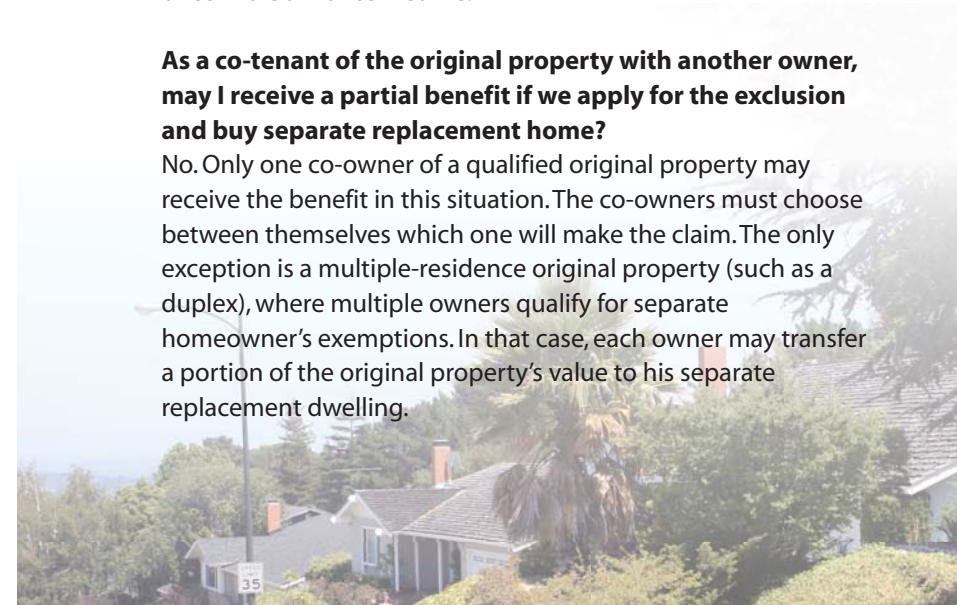 As a co-tenant of the original property with another owner,
may I receive a partial benefit if we apply for the exclusion
and buy separate replacement home?
No. Only one co-owner of a qualified original property may
receive the benefit in this situation. The co-owners must choose
between themselves which one will make the claim. The only
exception is a multiple-residence original property (such as a
duplex), where multiple owners qualify for separate
homeowner's exemptions. In that case, each owner may transfer
a portion of the original property's value to his separate
replacement dwelling.
SPEED
LIMIT
35